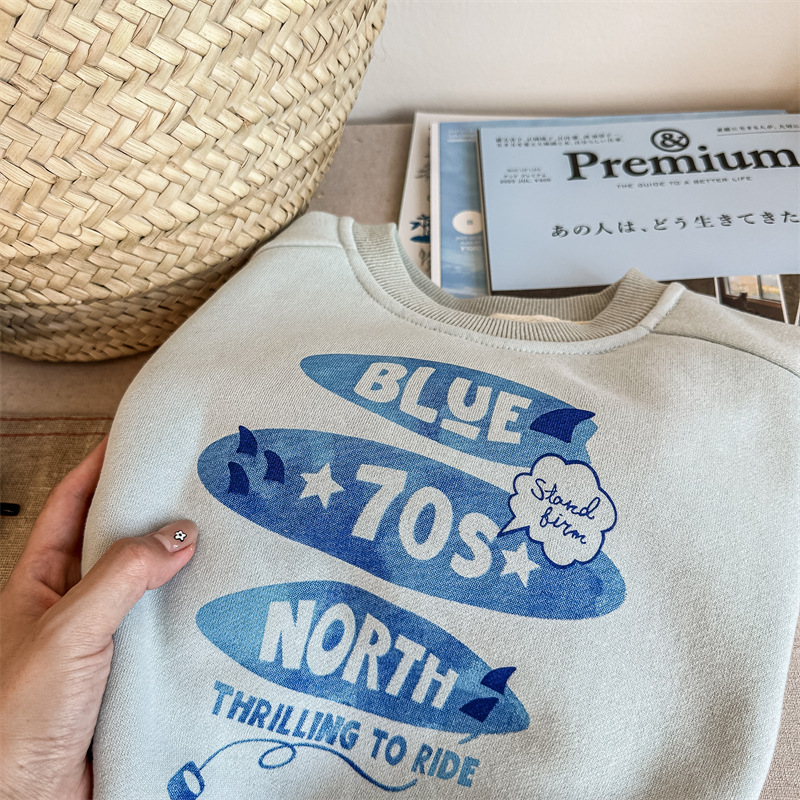 &
Premium
THE GUIDE TO A BETTER LIFE
あの人は、どう生きてきた
BLUE
70S
Stand
firm
NORTH
THRILLING TO RIDE